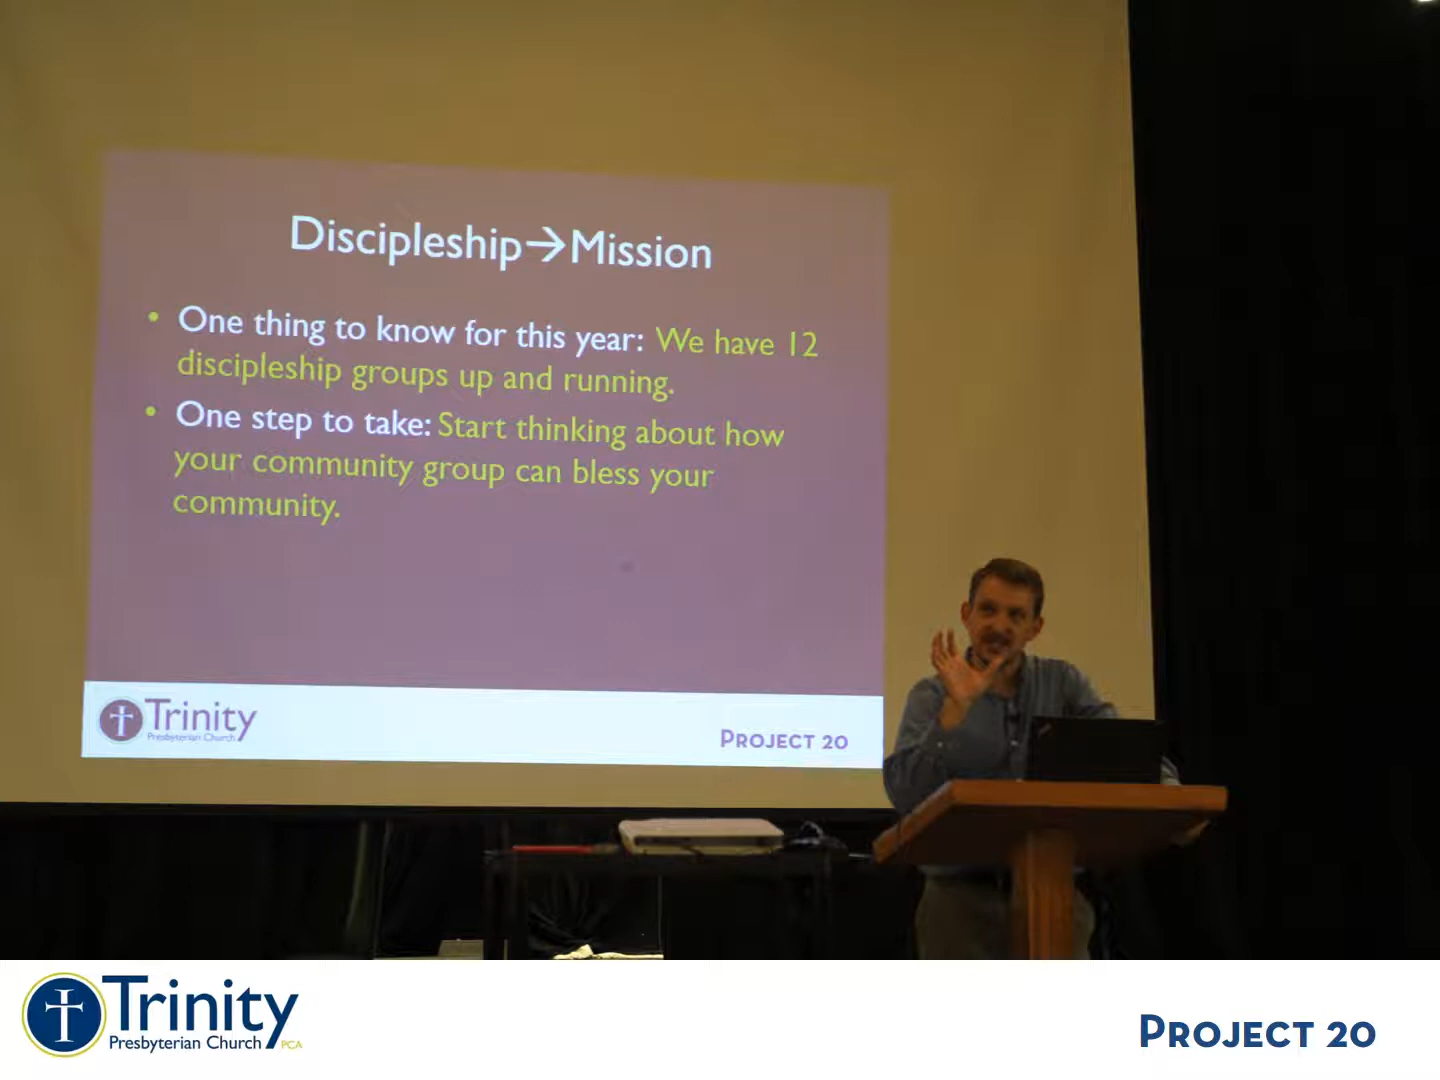 Discipleship→Mission
• One thing to know for this year: We have 12
discipleship groups up and running.
• One step to take: Start thinking about how
your community group can bless your
community.
Trinity
Presbyterian Church
PROJECT 20
Trinity
Presbyterian Church PCA
PROJECT 20